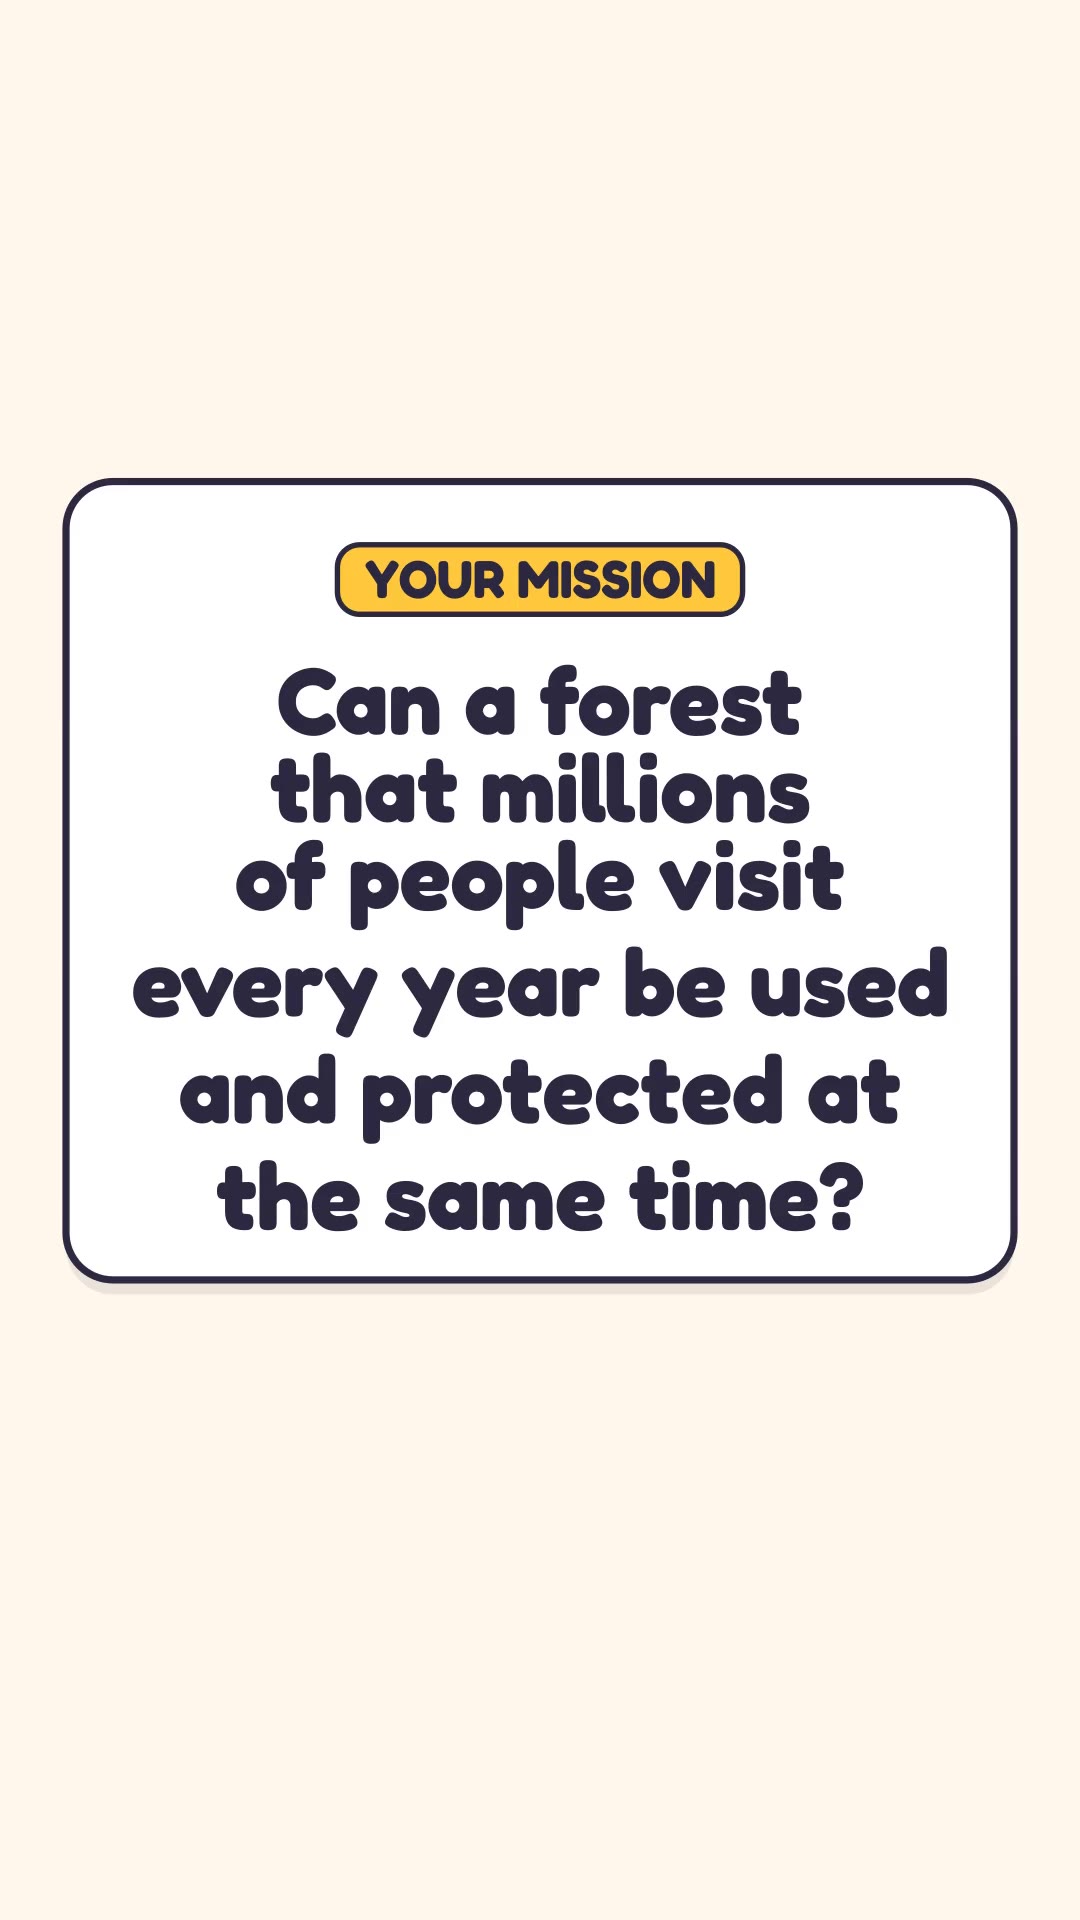 YOUR MISSION
Can a forest
that millions
of people visit
every year be used
and protected at
the same time?